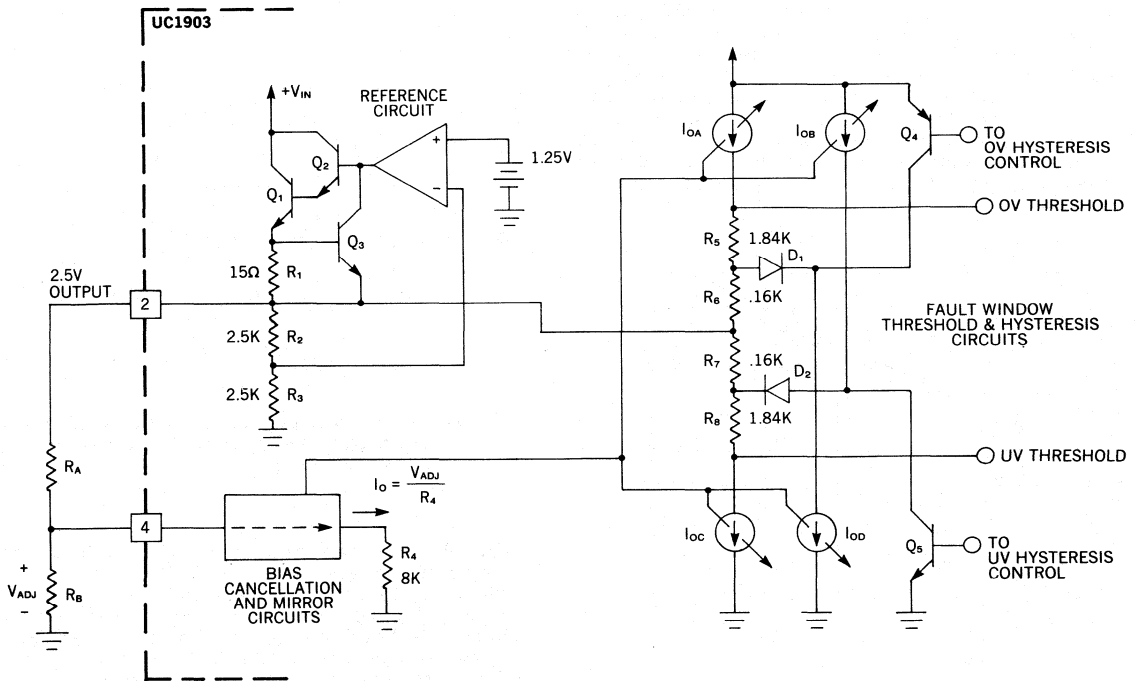 UC1903
+VIN
REFERENCE
CIRCUIT
+
−
1.25V
Q2
Q1
Q3
15Ω R1
2.5V
OUTPUT
2
2.5K R2
2.5K R3
RA
4
+
VADJ
-
RB
BIAS
CANCELLATION
AND MIRROR
CIRCUITS
IO = VADJ / R4
R4
8K
IOA
IOB
Q4
TO
OV HYSTERESIS
CONTROL
OV THRESHOLD
R5 1.84K
D1
R6 .16K
FAULT WINDOW
THRESHOLD & HYSTERESIS
CIRCUITS
R7 .16K
D2
R8 1.84K
UV THRESHOLD
IOC
IOD
Q5
TO
UV HYSTERESIS
CONTROL